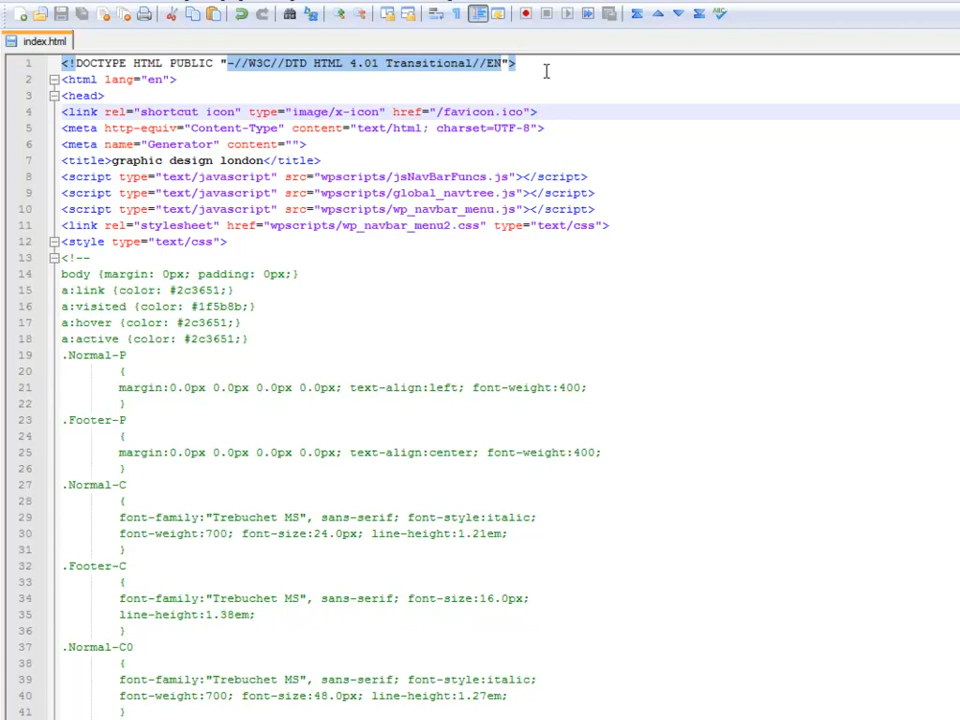 index.html
1 <!DOCTYPE HTML PUBLIC "-//W3C//DTD HTML 4.01 Transitional//EN">
2 <html lang="en">
3 <head>
4 <link rel="shortcut icon" type="image/x-icon" href="/favicon.ico">
5 <meta http-equiv="Content-Type" content="text/html; charset=UTF-8">
6 <meta name="Generator" content="">
7 <title>graphic design london</title>
8 <script type="text/javascript" src="wpscripts/jsNavBarFuncs.js"></script>
9 <script type="text/javascript" src="wpscripts/global_navtree.js"></script>
10 <script type="text/javascript" src="wpscripts/wp_navbar_menu.js"></script>
11 <link rel="stylesheet" href="wpscripts/wp_navbar_menu2.css" type="text/css">
12 <style type="text/css">
13 <!--
14 body {margin: 0px; padding: 0px;}
15 a:link {color: #2c3651;}
16 a:visited {color: #1f5b8b;}
17 a:hover {color: #2c3651;}
18 a:active {color: #2c3651;}
19 .Normal-P
20 {
21 margin:0.0px 0.0px 0.0px 0.0px; text-align:left; font-weight:400;
22 }
23 .Footer-P
24 {
25 margin:0.0px 0.0px 0.0px 0.0px; text-align:center; font-weight:400;
26 }
27 .Normal-C
28 {
29 font-family:"Trebuchet MS", sans-serif; font-style:italic;
30 font-weight:700; font-size:24.0px; line-height:1.21em;
31 }
32 .Footer-C
33 {
34 font-family:"Trebuchet MS", sans-serif; font-size:16.0px;
35 line-height:1.38em;
36 }
37 .Normal-C0
38 {
39 font-family:"Trebuchet MS", sans-serif; font-style:italic;
40 font-weight:700; font-size:48.0px; line-height:1.27em;
41 }